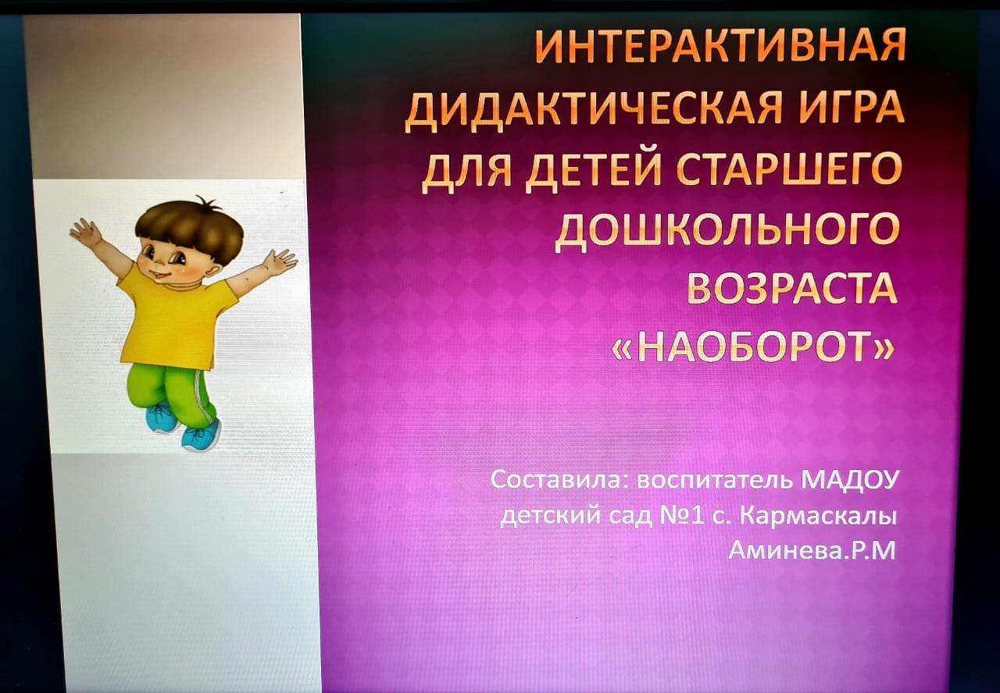 ИНТЕРАКТИВНАЯ
ДИДАКТИЧЕСКАЯ ИГРА
ДЛЯ ДЕТЕЙ СТАРШЕГО
ДОШКОЛЬНОГО
ВОЗРАСТА
«НАОБОРОТ»
Составила: воспитатель МАДОУ
детский сад №1 с. Кармаскалы
Аминева.Р.М